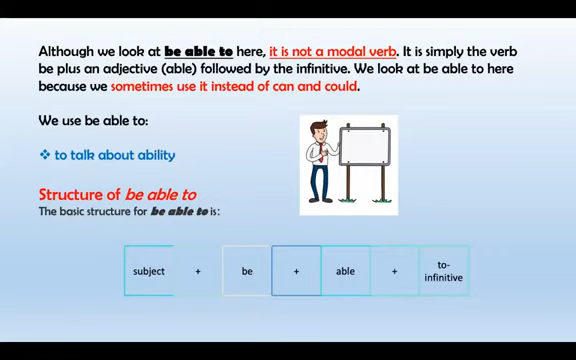 Although we look at be able to here, it is not a modal verb. It is simply the verb
be plus an adjective (able) followed by the infinitive. We look at be able to here
because we sometimes use it instead of can and could.
We use be able to:
❖ to talk about ability
Structure of be able to
The basic structure for be able to is:
subject + be + able + to-
infinitive